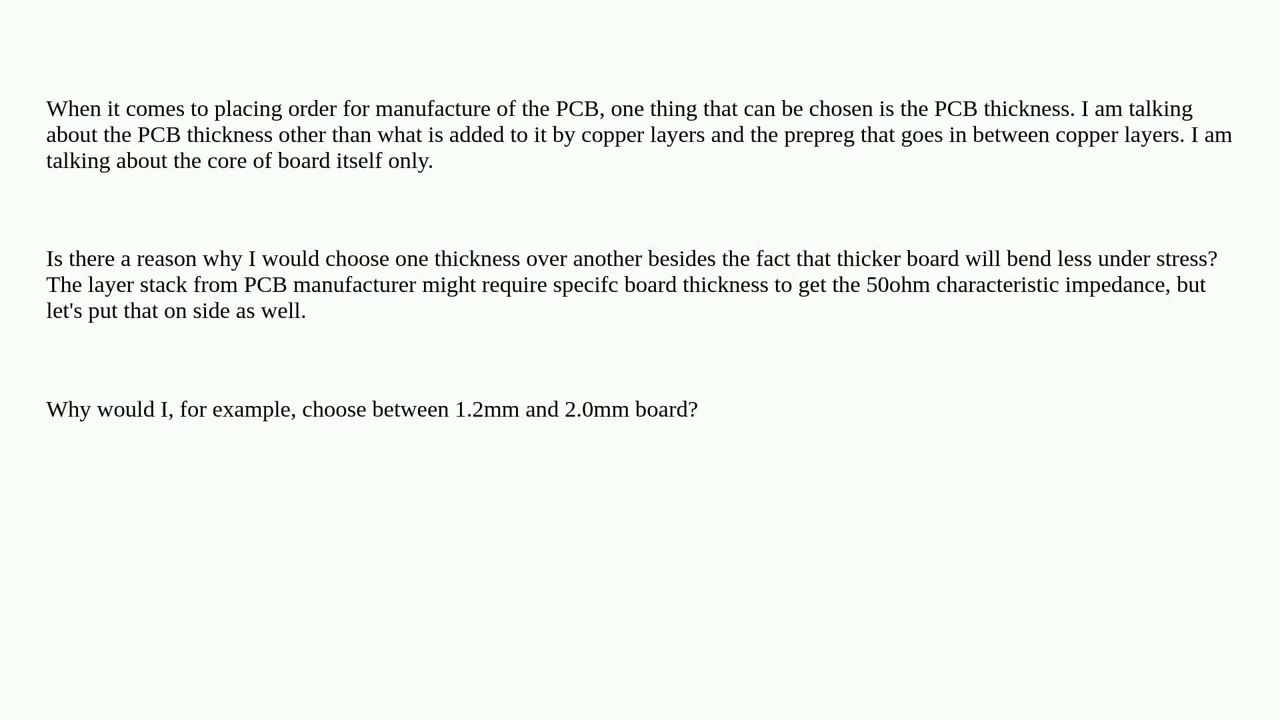 When it comes to placing order for manufacture of the PCB, one thing that can be chosen is the PCB thickness. I am talking
about the PCB thickness other than what is added to it by copper layers and the prepreg that goes in between copper layers. I am
talking about the core of board itself only.
Is there a reason why I would choose one thickness over another besides the fact that thicker board will bend less under stress?
The layer stack from PCB manufacturer might require specifc board thickness to get the 50ohm characteristic impedance, but
let's put that on side as well.
Why would I, for example, choose between 1.2mm and 2.0mm board?